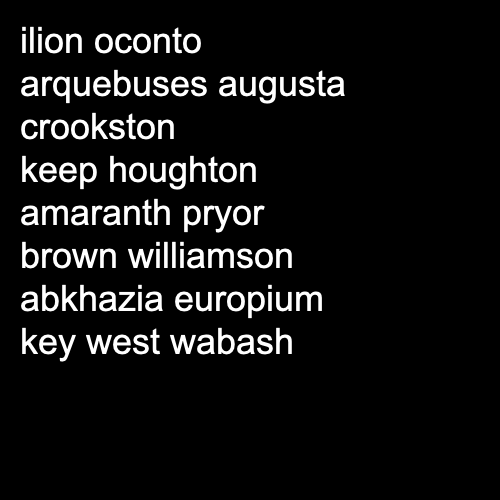 ilion oconto
arquebuses augusta
crookston
keep houghton
amaranth pryor
brown williamson
abkhazia europium
key west wabash